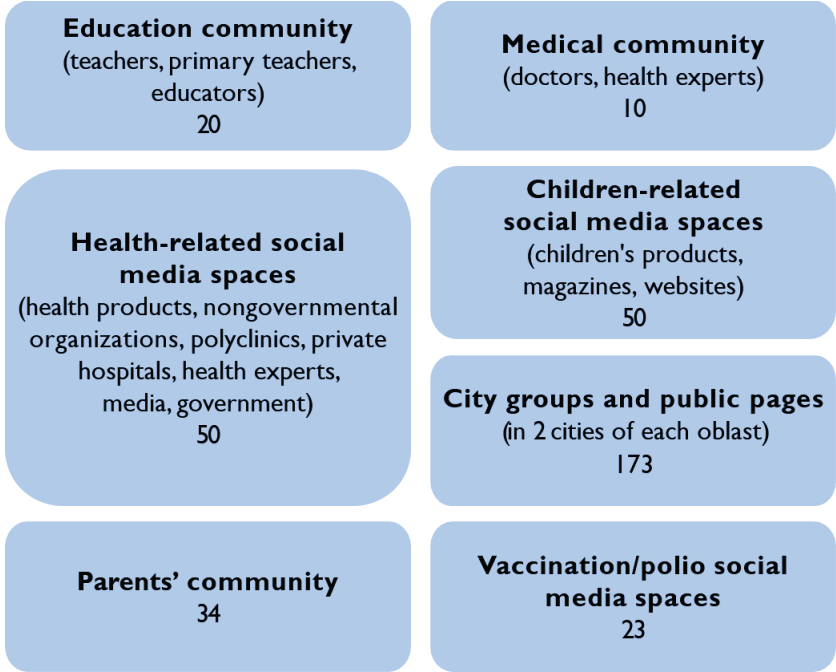 Education community
(teachers, primary teachers,
educators)
20
Medical community
(doctors, health experts)
10
Health-related social
media spaces
(health products, nongovernmental
organizations, polyclinics, private
hospitals, health experts,
media, government)
50
Children-related
social media spaces
(children's products,
magazines, websites)
50
City groups and public pages
(in 2 cities of each oblast)
173
Parents’ community
34
Vaccination/polio social
media spaces
23